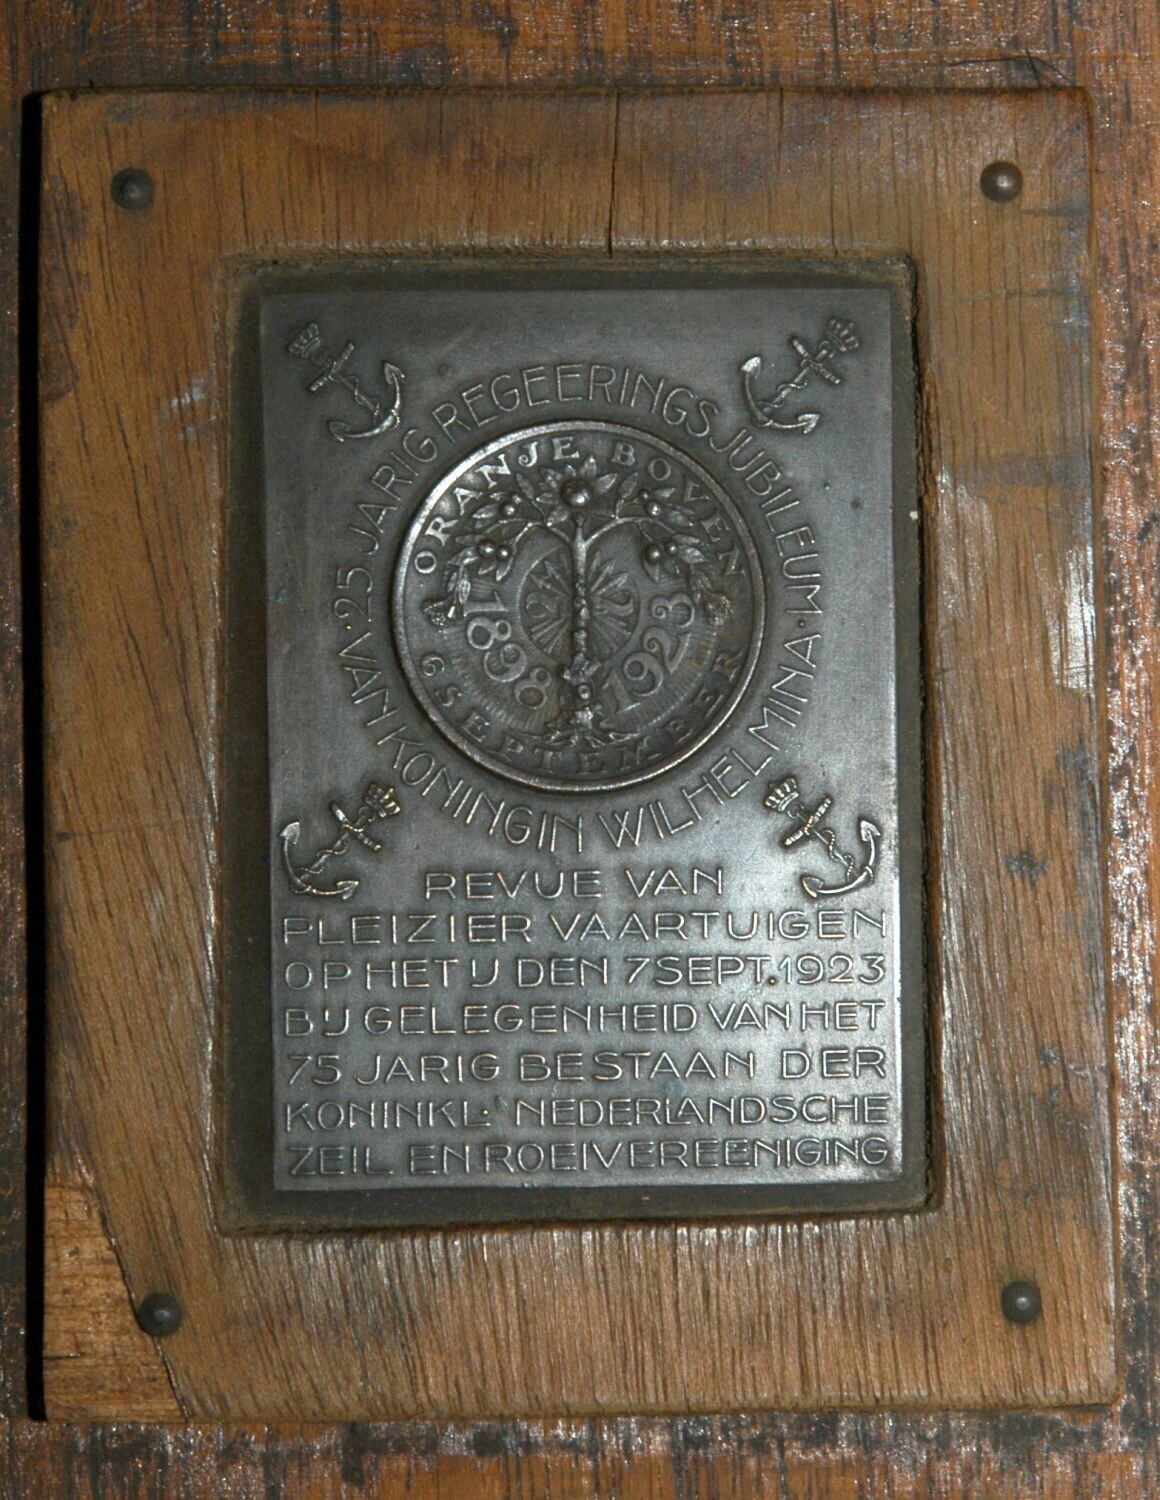 25 JARIG REGEERINGSJUBILEUM·
VAN KONINGIN WILHELMINA·
ORANJE BOVEN
1898 1923
6 SEPTEMBER
REVUE VAN
PLEIZIER VAARTUIGEN
OP HET IJ DEN 7 SEPT. 1923
BIJ GELEGENHEID VAN HET
75 JARIG BESTAAN DER
KONINKL. NEDERLANDSCHE
ZEIL EN ROEIVEREENIGING